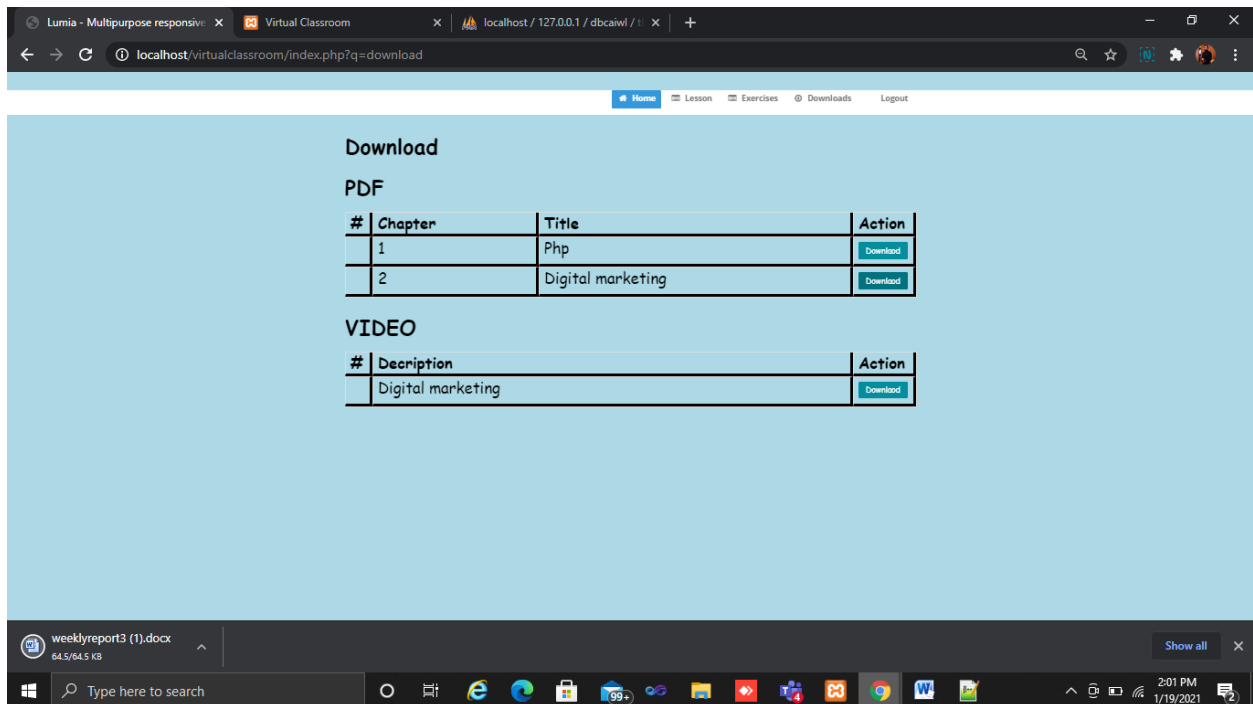 Lumia - Multipurpose responsive
Virtual Classroom
localhost / 127.0.0.1 / dbcaiwl / t
localhost/virtualclassroom/index.php?q=download
Home Lesson Exercises Downloads Logout
Download
PDF
# Chapter Title Action
1 Php Download
2 Digital marketing Download
VIDEO
# Decription Action
Digital marketing Download
weeklyreport3 (1).docx
64.5/64.5 KB
Show all
Type here to search
99+
4
2:01 PM
1/19/2021
2